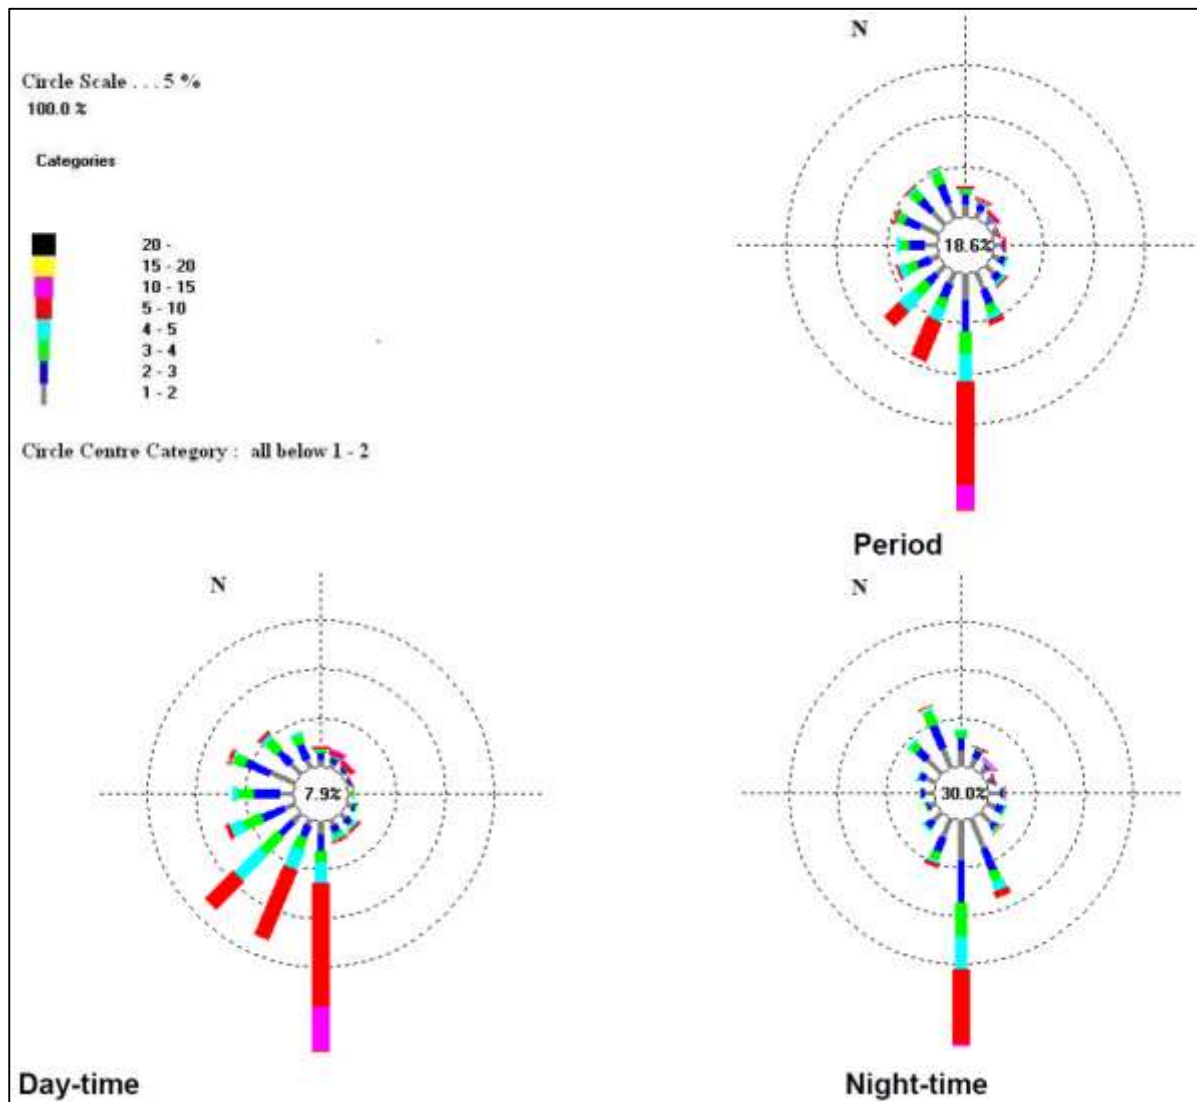 N
Circle Scale . . . 5 %
100.0 %
Categories
20 -
15 - 20
10 - 15
5 - 10
4 - 5
3 - 4
2 - 3
1 - 2
18.6%
Circle Centre Category : all below 1 - 2
Period
N
N
7.9%
30.0%
Day-time
Night-time